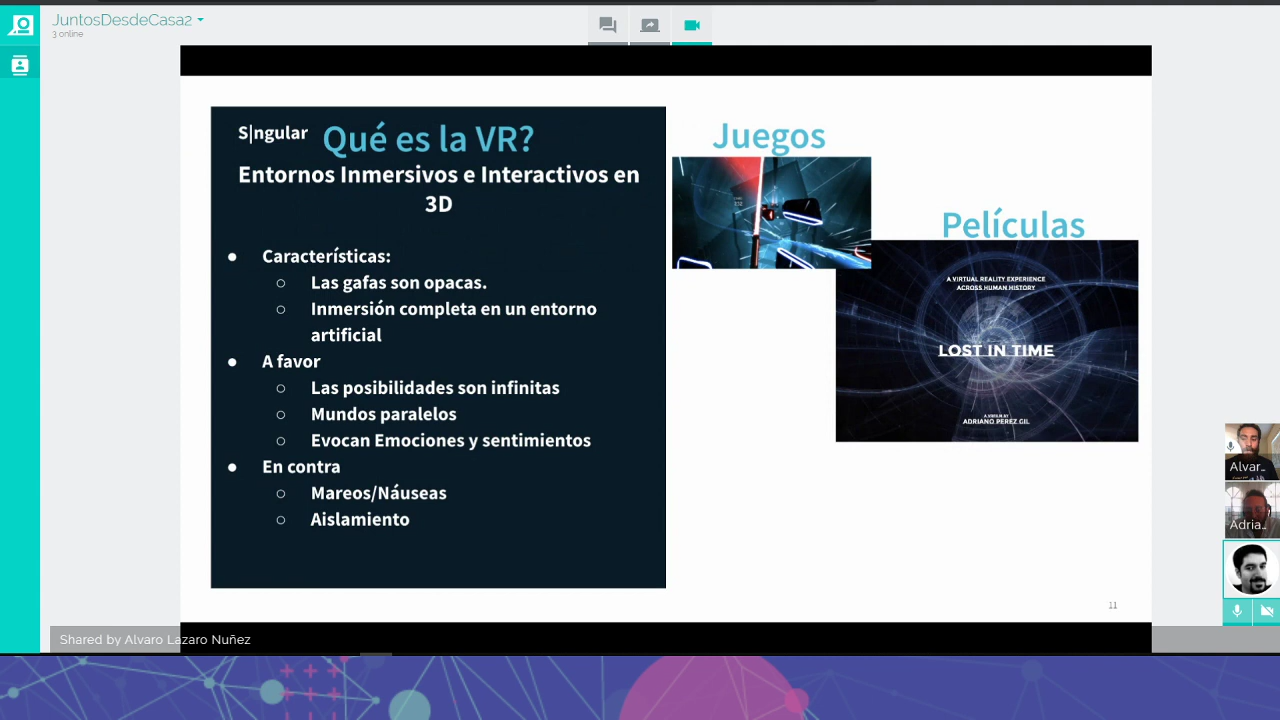 JuntosDesdeCasa2
3 online
S|ngular
Qué es la VR?
Entornos Inmersivos e Interactivos en
3D
● Características:
○ Las gafas son opacas.
○ Inmersión completa en un entorno
artificial
● A favor
○ Las posibilidades son infinitas
○ Mundos paralelos
○ Evocan Emociones y sentimientos
● En contra
○ Mareos/Náuseas
○ Aislamiento
Juegos
Películas
A VIRTUAL REALITY EXPERIENCE
ACROSS HUMAN HISTORY
LOST IN TIME
ADRIANO PEREZ GIL
11
Alvar...
Adria...
Shared by Alvaro Lazaro Nuñez